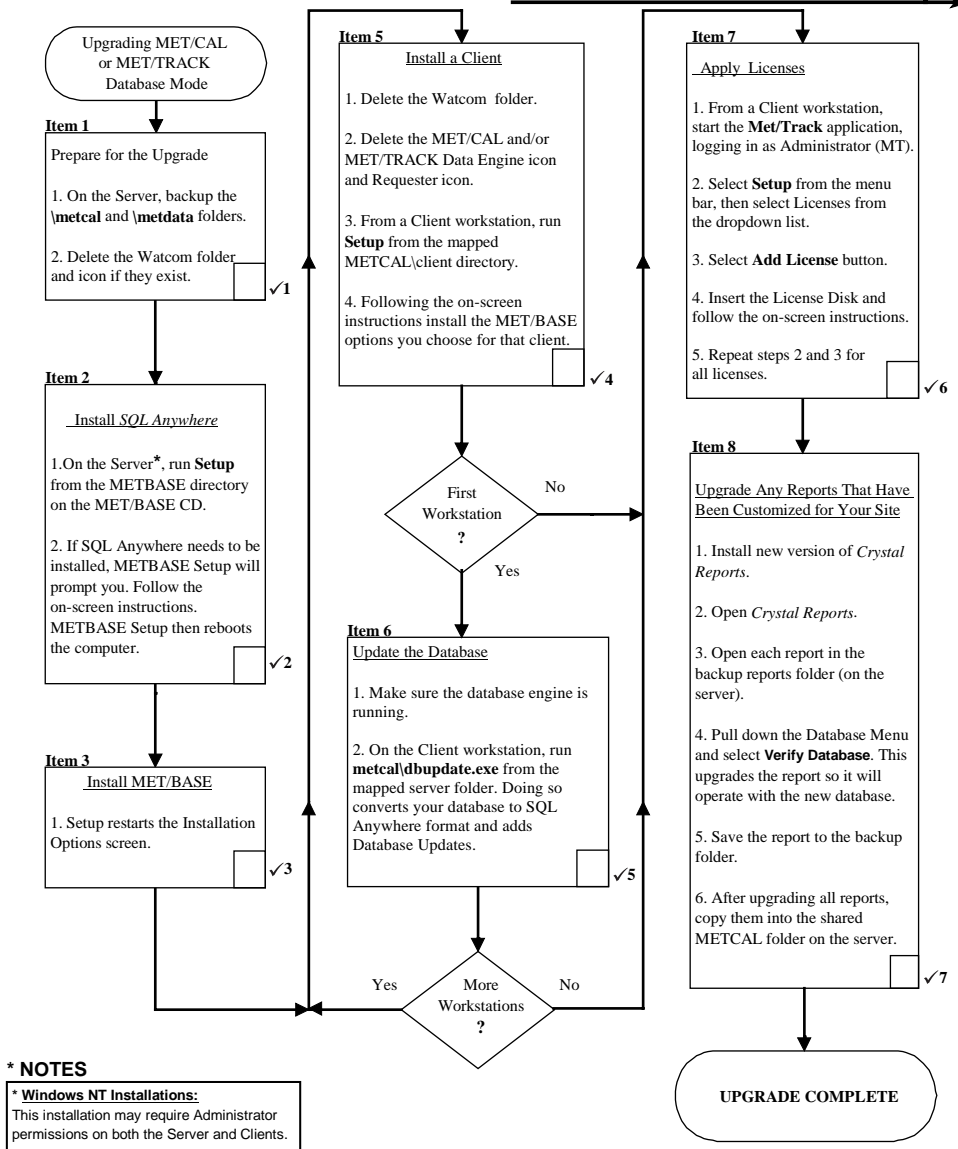 Upgrading MET/CAL
or MET/TRACK
Database Mode
Item 1
Prepare for the Upgrade
1. On the Server, backup the
\metcal and \metdata folders.
2. Delete the Watcom folder
and icon if they exist.
✓1
Item 2
Install SQL Anywhere
1.On the Server*, run Setup
from the METBASE directory
on the MET/BASE CD.
2. If SQL Anywhere needs to be
installed, METBASE Setup will
prompt you. Follow the
on-screen instructions.
METBASE Setup then reboots
the computer.
✓2
Item 3
Install MET/BASE
1. Setup restarts the Installation
Options screen.
✓3
Item 5
Install a Client
1. Delete the Watcom folder.
2. Delete the MET/CAL and/or
MET/TRACK Data Engine icon
and Requester icon.
3. From a Client workstation, run
Setup from the mapped
METCAL\client directory.
4. Following the on-screen
instructions install the MET/BASE
options you choose for that client.
✓4
First
Workstation
?
No
Yes
Item 6
Update the Database
1. Make sure the database engine is
running.
2. On the Client workstation, run
metcal\dbupdate.exe from the
mapped server folder. Doing so
converts your database to SQL
Anywhere format and adds
Database Updates.
✓5
Yes
More
Workstations
?
No
Item 7
Apply Licenses
1. From a Client workstation,
start the Met/Track application,
logging in as Administrator (MT).
2. Select Setup from the menu
bar, then select Licenses from
the dropdown list.
3. Select Add License button.
4. Insert the License Disk and
follow the on-screen instructions.
5. Repeat steps 2 and 3 for
all licenses.
✓6
Item 8
Upgrade Any Reports That Have
Been Customized for Your Site
1. Install new version of Crystal
Reports.
2. Open Crystal Reports.
3. Open each report in the
backup reports folder (on the
server).
4. Pull down the Database Menu
and select Verify Database. This
upgrades the report so it will
operate with the new database.
5. Save the report to the backup
folder.
6. After upgrading all reports,
copy them into the shared
METCAL folder on the server.
✓7
UPGRADE COMPLETE
* NOTES
* Windows NT Installations:
This installation may require Administrator
permissions on both the Server and Clients.